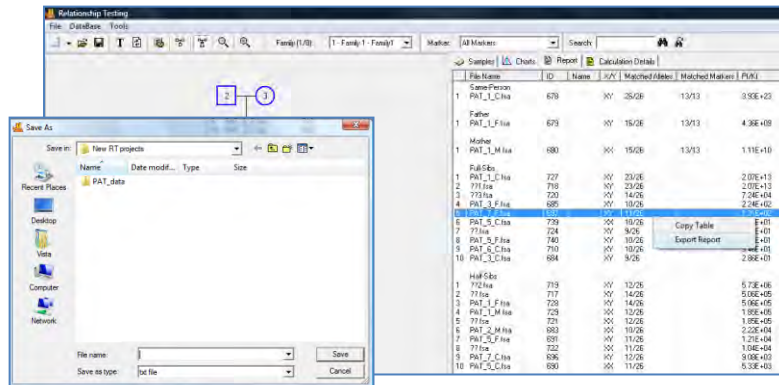 Relationship Testing
File DataBase Tools
Family (1/8) 1 - Family 1 - Family1 Marker: All Markers Search:
Samples Charts Report Calculation Details
File Name ID Name X/Y Matched Alleles Matched Markers PI/KI
Same-Person
1 PAT_1_C.fsa 678 XY 26/26 13/13 3.93E+23
Father
1 PAT_1_F.fsa 679 XY 16/26 13/13 4.36E+09
Mother
1 PAT_1_M.fsa 680 XX 15/26 13/13 1.11E+10
Full-Sibs
1 PAT_1_C.fsa 727 XY 23/26 2.07E+13
2 ??1.fsa 718 XY 23/26 2.07E+13
3 ??3.fsa 720 XY 14/26 7.24E+04
4 PAT_3_F.fsa 685 XY 10/26 2.24E+02
5 PAT_7_F.fsa
6 PAT_5_C.fsa 739 XX 10/26 E+01
7 ??.fsa 724 XY 9/26 E+01
8 PAT_5_M.fsa 740 XX 10/26 E+01
9 PAT_6_C.fsa 710 XY 10/26
10 PAT_3_C.fsa 684 XY 9/26 2.86E+01
Copy Table
Export Report
Half-Sibs
1 ??2.fsa 719 XY 12/26 5.73E+06
2 ??.fsa 717 XY 14/26 5.06E+05
3 PAT_1_F.fsa 728 XY 14/26 5.06E+05
4 PAT_1_M.fsa 729 XX 12/26 1.85E+05
5 ??.fsa 721 XX 12/26 1.85E+05
6 PAT_2_M.fsa 683 XX 10/26 2.22E+04
7 PAT_5_F.fsa 691 XY 11/26 1.21E+04
8 ??.fsa 722 XY 11/26 1.04E+04
9 PAT_7_C.fsa 696 XY 12/26 9.08E+03
10 PAT_5_C.fsa 690 XX 11/26 5.33E+03
2 3
Save As
Save in: New RT projects
Name Date modif... Type Size
PAT_data
Recent Places
Desktop
Vista
Computer
Network
File name: Save
Save as type: txt file Cancel